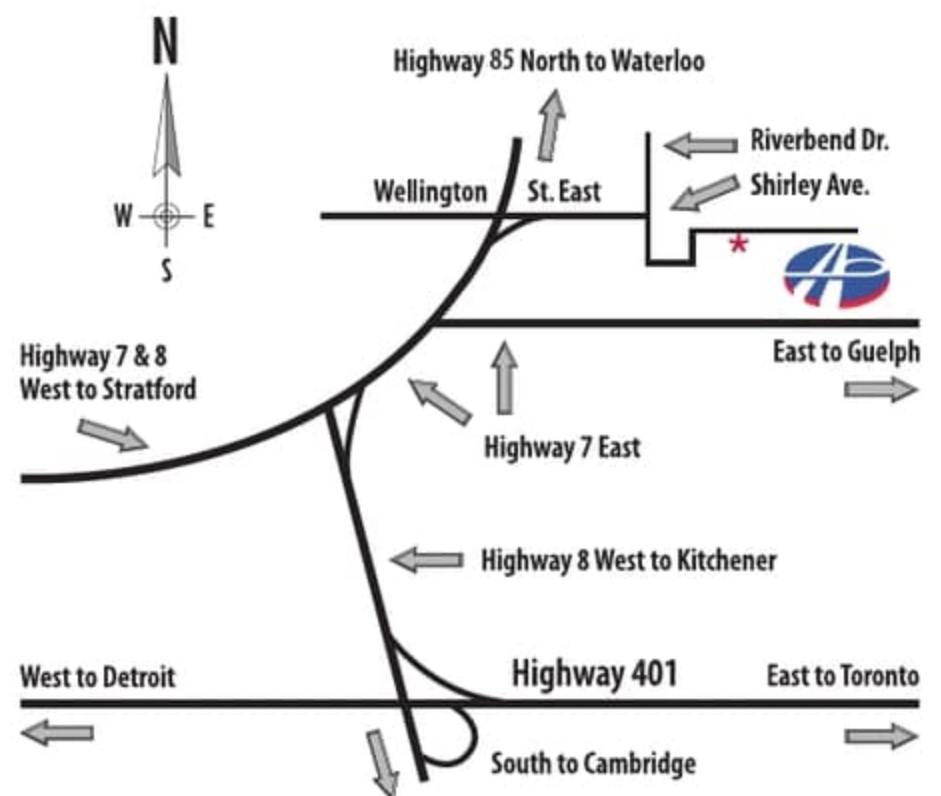 N
W E
S
Highway 85 North to Waterloo
Riverbend Dr.
Shirley Ave.
Wellington St. East
*
Highway 7 & 8
West to Stratford
East to Guelph
Highway 7 East
Highway 8 West to Kitchener
West to Detroit
Highway 401
East to Toronto
South to Cambridge